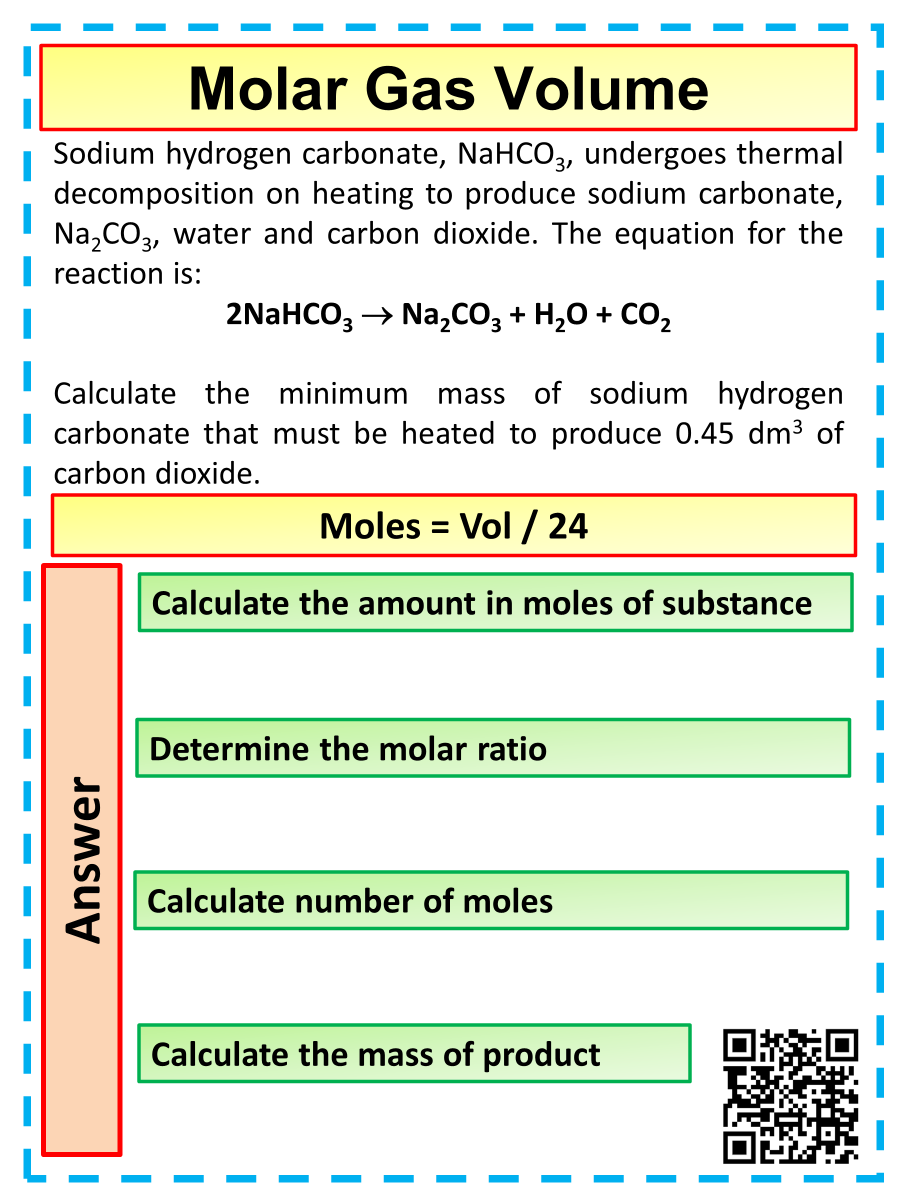 Molar Gas Volume
Sodium hydrogen carbonate, NaHCO₃, undergoes thermal
decomposition on heating to produce sodium carbonate,
Na₂CO₃, water and carbon dioxide. The equation for the
reaction is:
2NaHCO₃ → Na₂CO₃ + H₂O + CO₂
Calculate the minimum mass of sodium hydrogen
carbonate that must be heated to produce 0.45 dm³ of
carbon dioxide.
Moles = Vol / 24
Answer
Calculate the amount in moles of substance
Determine the molar ratio
Calculate number of moles
Calculate the mass of product